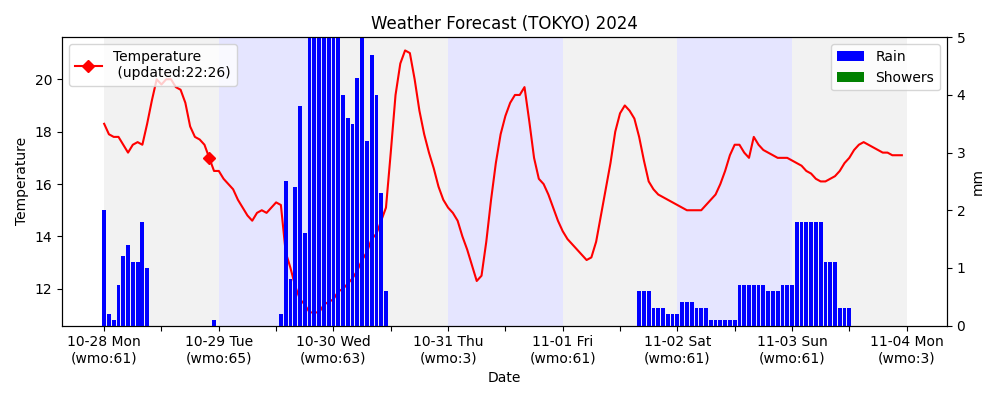 Weather Forecast (TOKYO) 2024
Temperature
(updated:22:26)
Rain
Showers
20
18
16
14
12
Temperature
5
4
3
2
1
0
mm
10-28 Mon
(wmo:61)
10-29 Tue
(wmo:65)
10-30 Wed
(wmo:63)
10-31 Thu
(wmo:3)
11-01 Fri
(wmo:61)
11-02 Sat
(wmo:61)
11-03 Sun
(wmo:61)
11-04 Mon
(wmo:3)
Date